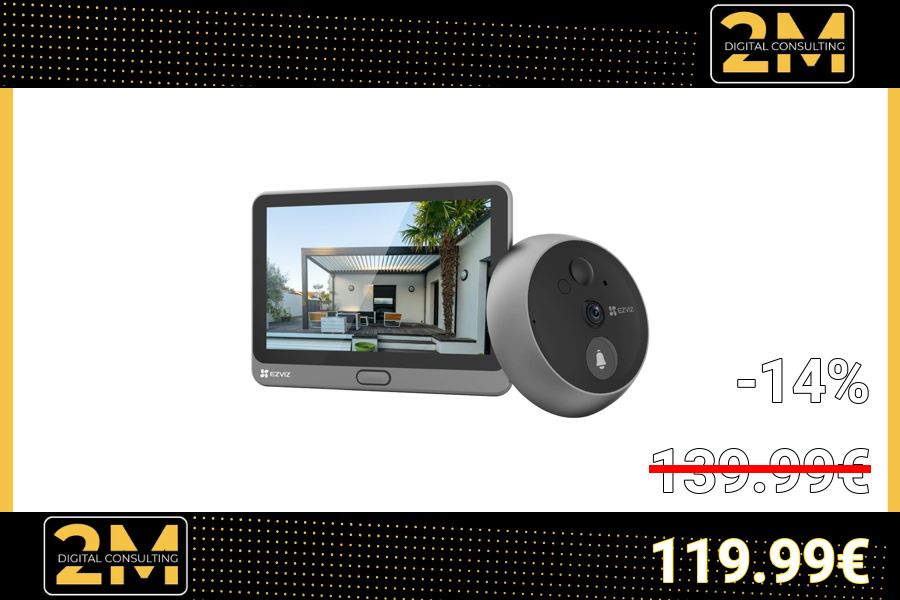 2M
DIGITAL CONSULTING
EZVIZ
EZVIZ
-14%
139.99€
2M
DIGITAL CONSULTING
119.99€